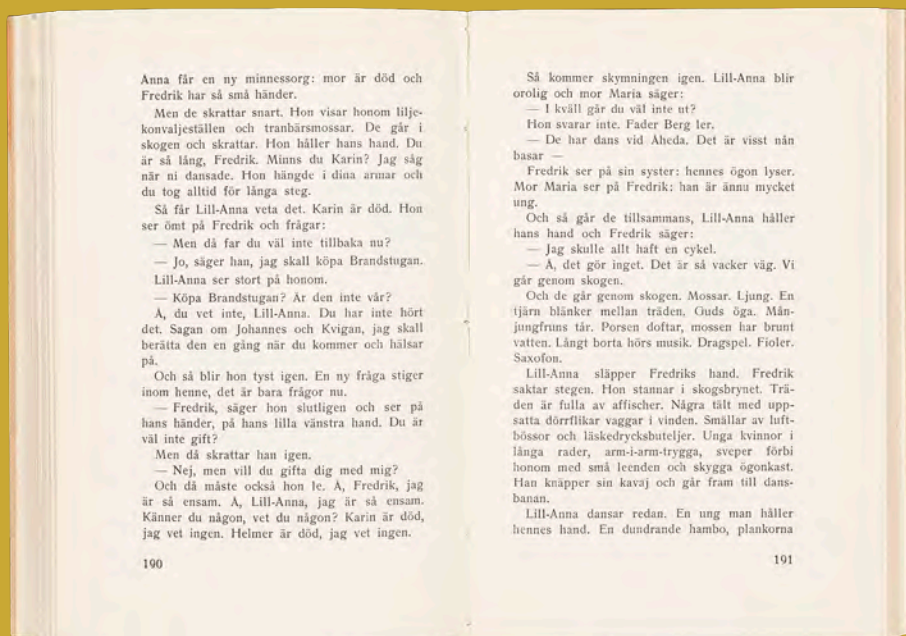 Anna får en ny minnessorg: mor är död och
Fredrik har så små händer.
Men de skrattar snart. Hon visar honom lilje-
konvaljeställen och tranbärsmossar. De går i
skogen och skrattar. Hon håller hans hand. Du
är så lång, Fredrik. Minns du Karin? Jag såg
när ni dansade. Hon hängde i dina armar och
du tog alltid för långa steg.
Så får Lill-Anna veta det. Karin är död. Hon
ser ömt på Fredrik och frågar:
— Men då far du väl inte tillbaka nu?
— Jo, säger han, jag skall köpa Brandstugan.
Lill-Anna ser stort på honom.
— Köpa Brandstugan? Är den inte vår?
Å, du vet inte, Lill-Anna. Du har inte hört
det. Sagan om Johannes och Kvigan, jag skall
berätta den en gång när du kommer och hälsar
på.
Och så blir hon tyst igen. En ny fråga stiger
inom henne, det är bara frågor nu.
— Fredrik, säger hon slutligen och ser på
hans händer, på hans lilla vänstra hand. Du är
väl inte gift?
Men då skrattar han igen.
— Nej, men vill du gifta dig med mig?
Och då måste också hon le. Å, Fredrik, jag
är så ensam. Å, Lill-Anna, jag är så ensam.
Känner du någon, vet du någon? Karin är död,
jag vet ingen. Helmer är död, jag vet ingen.
190
Så kommer skymningen igen. Lill-Anna blir
orolig och mor Maria säger:
— I kväll går du väl inte ut?
Hon svarar inte. Fader Berg ler.
— De har dans vid Åheda. Det är visst nån
basar —
Fredrik ser på sin syster: hennes ögon lyser.
Mor Maria ser på Fredrik: han är ännu mycket
ung.
Och så går de tillsammans, Lill-Anna håller
hans hand och Fredrik säger:
— Jag skulle allt haft en cykel.
— Å, det gör inget. Det är så vacker väg. Vi
går genom skogen.
Och de går genom skogen. Mossar. Ljung. En
tjärn blänker mellan träden. Guds öga. Mån-
jungfruns tår. Porsen doftar, mossen har brunt
vatten. Långt borta hörs musik. Dragspel. Fioler.
Saxofon.
Lill-Anna släpper Fredriks hand. Fredrik
saktar stegen. Hon stannar i skogsbrynet. Trä-
den är fulla av affischer. Några tält med upp-
satta dörrflikar vaggar i vinden. Smällar av luft-
bössor och läskedrycksbuteljer. Unga kvinnor i
långa rader, arm-i-arm-trygga, sveper förbi
honom med små leenden och skygga ögonkast.
Han knäpper sin kavaj och går fram till dans-
banan.
Lill-Anna dansar redan. En ung man håller
hennes hand. En dundrande hambo, plankorna
191